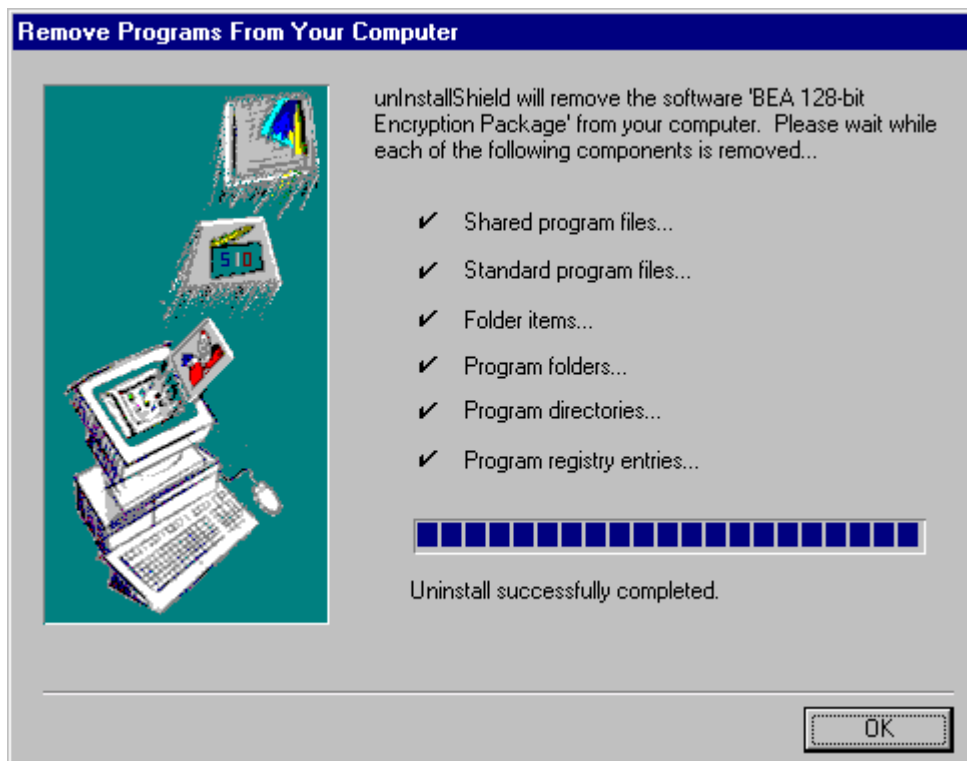 Remove Programs From Your Computer
unInstallShield will remove the software 'BEA 128-bit
Encryption Package' from your computer.  Please wait while
each of the following components is removed...
✔ Shared program files...
✔ Standard program files...
✔ Folder items...
✔ Program folders...
✔ Program directories...
✔ Program registry entries...
Uninstall successfully completed.
OK